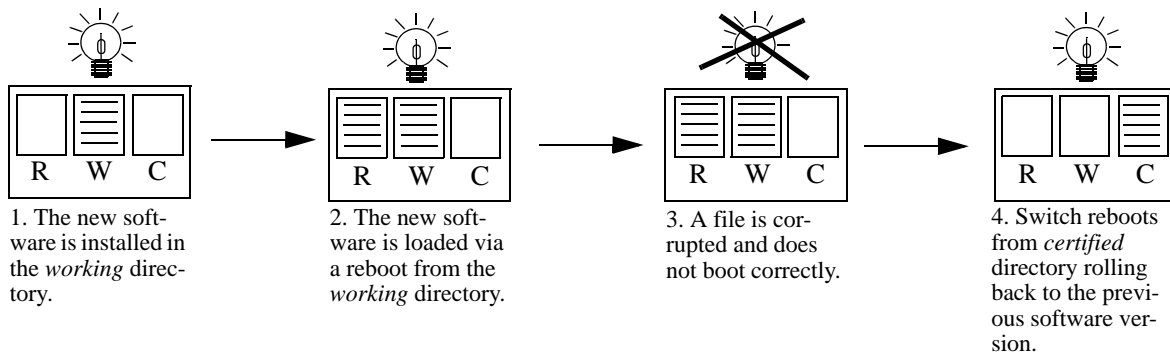 R W C
1. The new soft-
ware is installed in
the working direc-
tory.
R W C
2. The new soft-
ware is loaded via
a reboot from the
working directory.
R W C
3. A file is cor-
rupted and does
not boot correctly.
R W C
4. Switch reboots
from certified
directory rolling
back to the previ-
ous software ver-
sion.